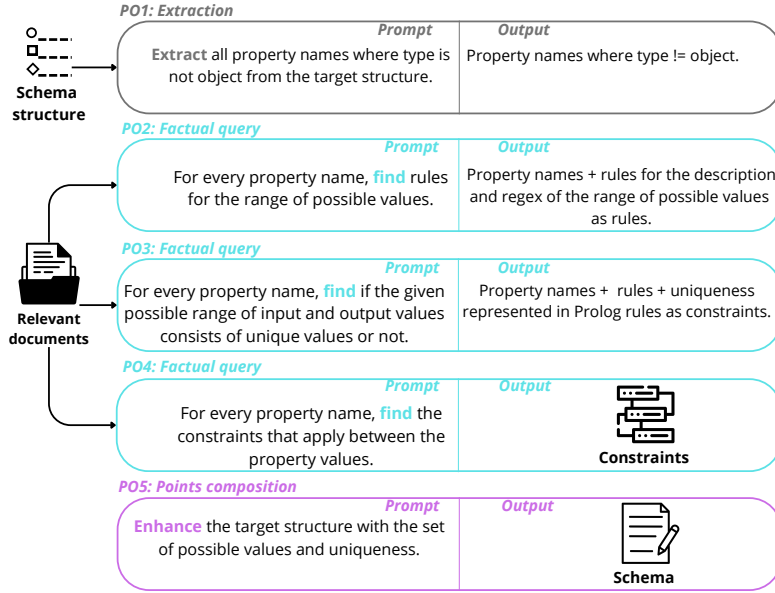 PO1: Extraction
Prompt
Output
Extract all property names where type is
not object from the target structure.
Property names where type != object.
Schema
structure
PO2: Factual query
Prompt
Output
For every property name, find rules
for the range of possible values.
Property names + rules for the description
and regex of the range of possible values
as rules.
Relevant
documents
PO3: Factual query
Prompt
Output
For every property name, find if the given
possible range of input and output values
consists of unique values or not.
Property names + rules + uniqueness
represented in Prolog rules as constraints.
PO4: Factual query
Prompt
Output
For every property name, find the
constraints that apply between the
property values.
Constraints
PO5: Points composition
Prompt
Output
Enhance the target structure with the set
of possible values and uniqueness.
Schema